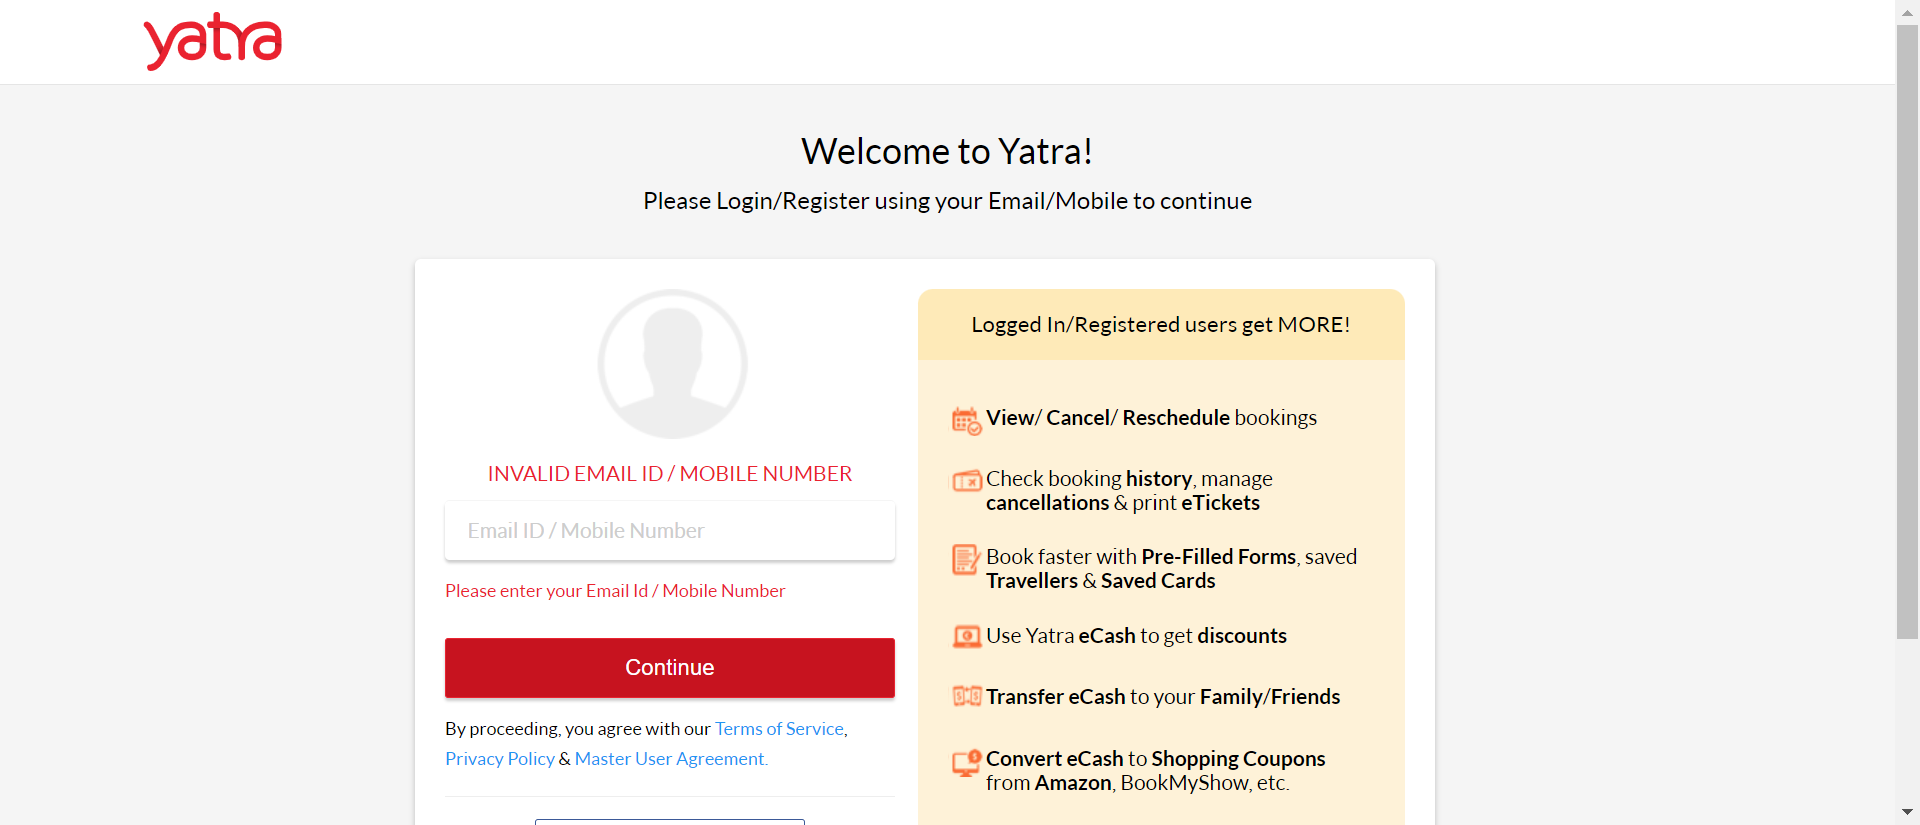 yatra
Welcome to Yatra!
Please Login/Register using your Email/Mobile to continue
INVALID EMAIL ID / MOBILE NUMBER
Email ID / Mobile Number
Please enter your Email Id / Mobile Number
Continue
By proceeding, you agree with our Terms of Service,
Privacy Policy & Master User Agreement.
Logged In/Registered users get MORE!
View/ Cancel/ Reschedule bookings
Check booking history, manage
cancellations & print eTickets
Book faster with Pre-Filled Forms, saved
Travellers & Saved Cards
Use Yatra eCash to get discounts
Transfer eCash to your Family/Friends
Convert eCash to Shopping Coupons
from Amazon, BookMyShow, etc.